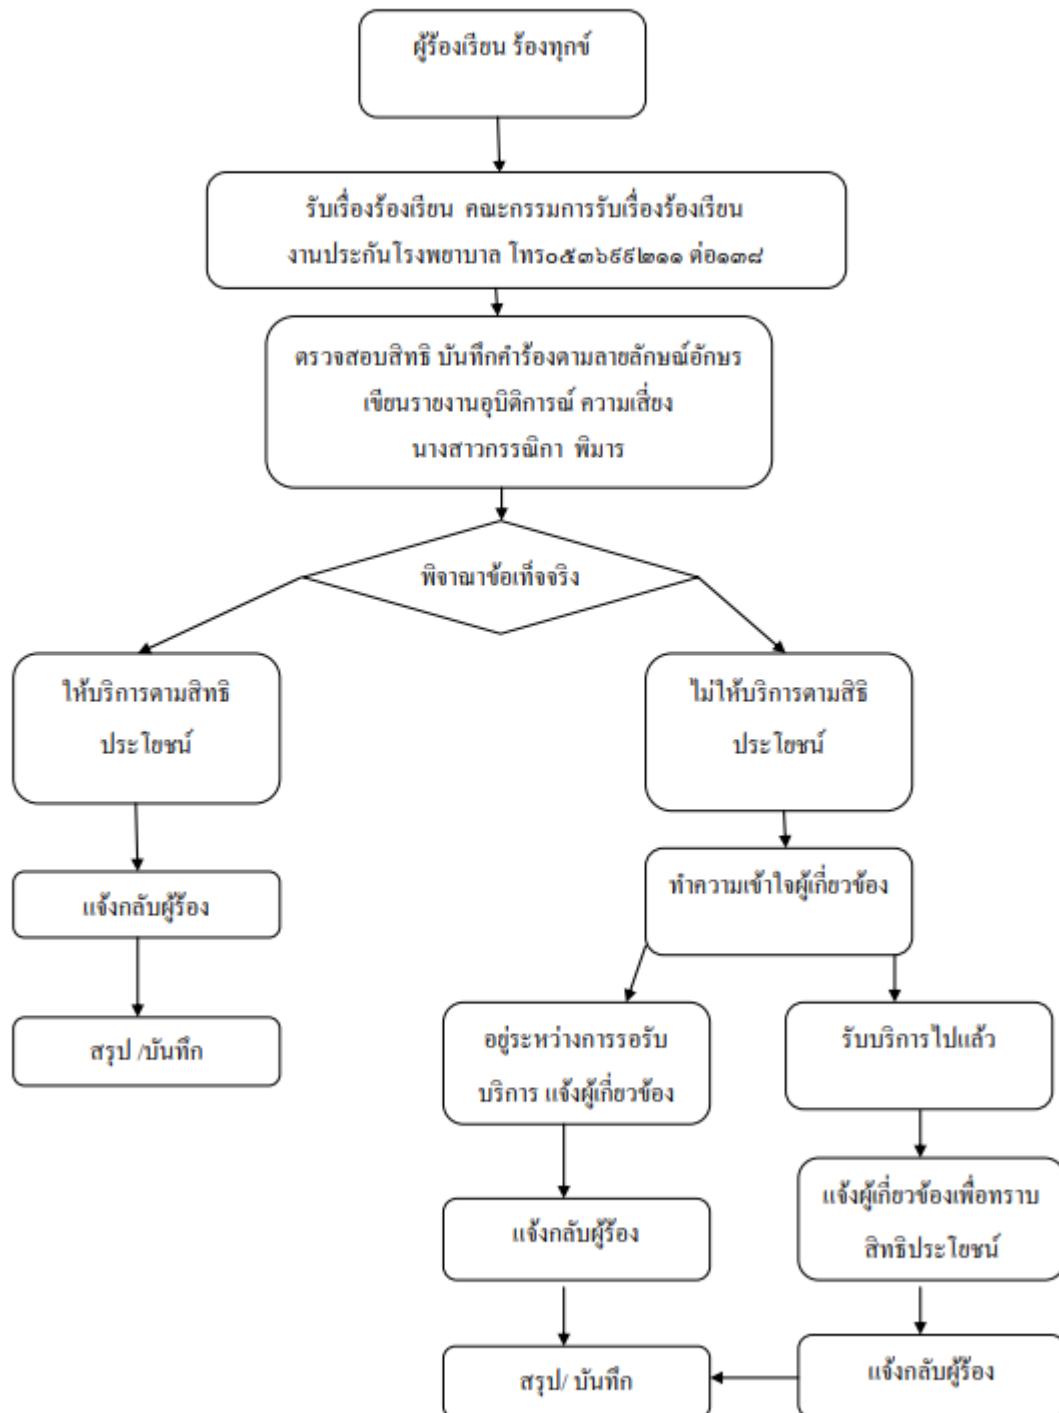 ผู้ร้องเรียน ร้องทุกข์
รับเรื่องร้องเรียน คณะกรรมการรับเรื่องร้องเรียน
งานประกันโรงพยาบาล โทร๐๕๓๖๙๙๒๑๑ ต่อ๑๓๘
ตรวจสอบสิทธิ บันทึกคำร้องตามลายลักษณ์อักษร
เขียนรายงานอุบิติการณ์ ความเสี่ยง
นางสาวกรรณิกา พิมาร
พิจาณาข้อเท็จจริง
ให้บริการตามสิทธิ
ประโยชน์
ไม่ให้บริการตามสิธิ
ประโยชน์
แจ้งกลับผู้ร้อง
ทำความเข้าใจผู้เกี่ยวข้อง
สรุป /บันทึก
อยู่ระหว่างการรอรับ
บริการ แจ้งผู้เกี่ยวข้อง
รับบริการไปแล้ว
แจ้งกลับผู้ร้อง
แจ้งผู้เกี่ยวข้องเพื่อทราบ
สิทธิประโยชน์
สรุป/ บันทึก
แจ้งกลับผู้ร้อง